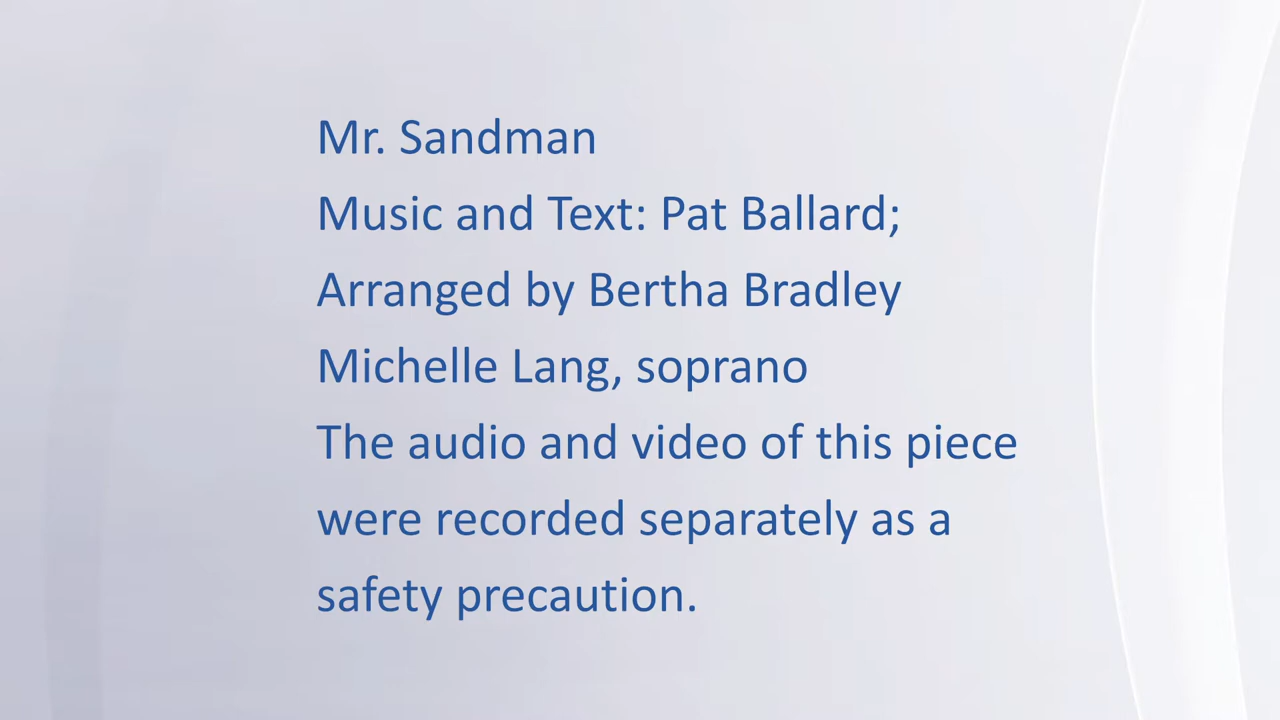 Mr. Sandman
Music and Text: Pat Ballard;
Arranged by Bertha Bradley
Michelle Lang, soprano
The audio and video of this piece
were recorded separately as a
safety precaution.